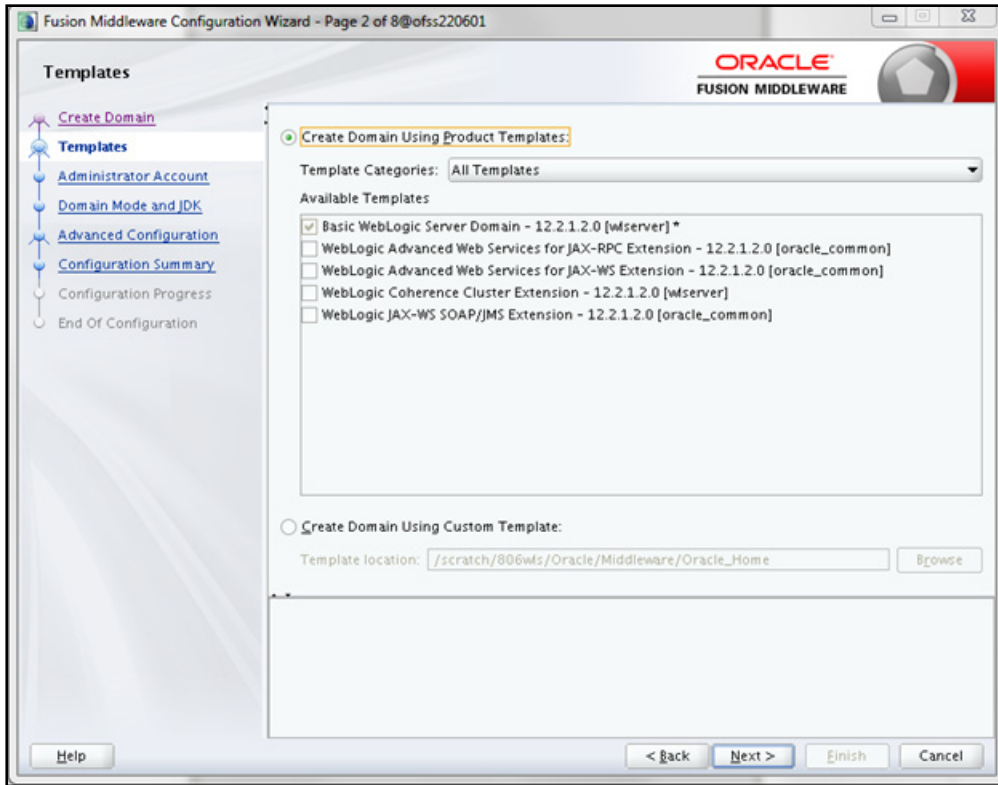 Fusion Middleware Configuration Wizard - Page 2 of 8@ofss220601
Templates
ORACLE
FUSION MIDDLEWARE
Create Domain
Templates
Administrator Account
Domain Mode and JDK
Advanced Configuration
Configuration Summary
Configuration Progress
End Of Configuration
Create Domain Using Product Templates:
Template Categories: All Templates
Available Templates
Basic WebLogic Server Domain - 12.2.1.2.0 [wlserver] *
WebLogic Advanced Web Services for JAX-RPC Extension - 12.2.1.2.0 [oracle_common]
WebLogic Advanced Web Services for JAX-WS Extension - 12.2.1.2.0 [oracle_common]
WebLogic Coherence Cluster Extension - 12.2.1.2.0 [wlserver]
WebLogic JAX-WS SOAP/JMS Extension - 12.2.1.2.0 [oracle_common]
Create Domain Using Custom Template:
Template location: /scratch/806wls/Oracle/Middleware/Oracle_Home Browse
Help < Back Next > Finish Cancel